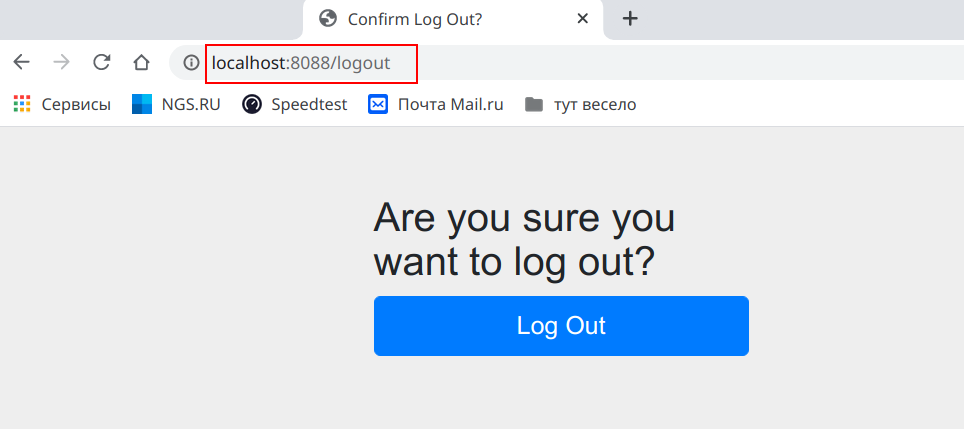 Confirm Log Out?
localhost:8088/logout
Сервисы NGS.RU Speedtest Почта Mail.ru тут весело
Are you sure you
want to log out?
Log Out